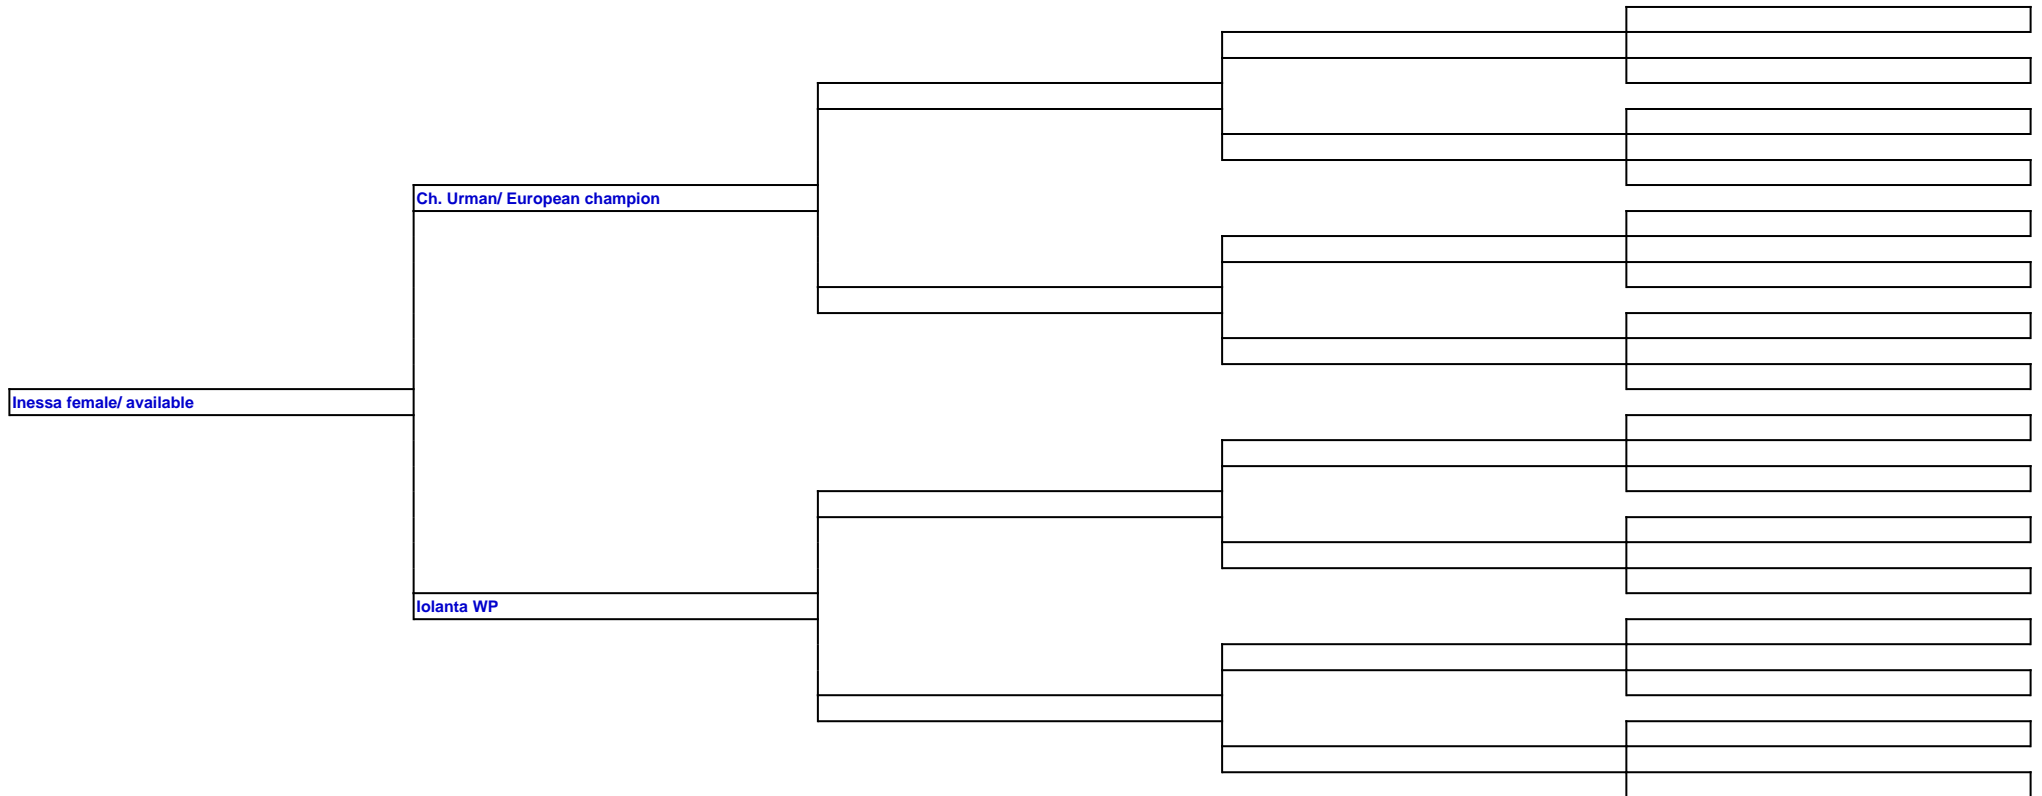 Ch. Urman/ European champion
Inessa female/ available
Iolanta WP